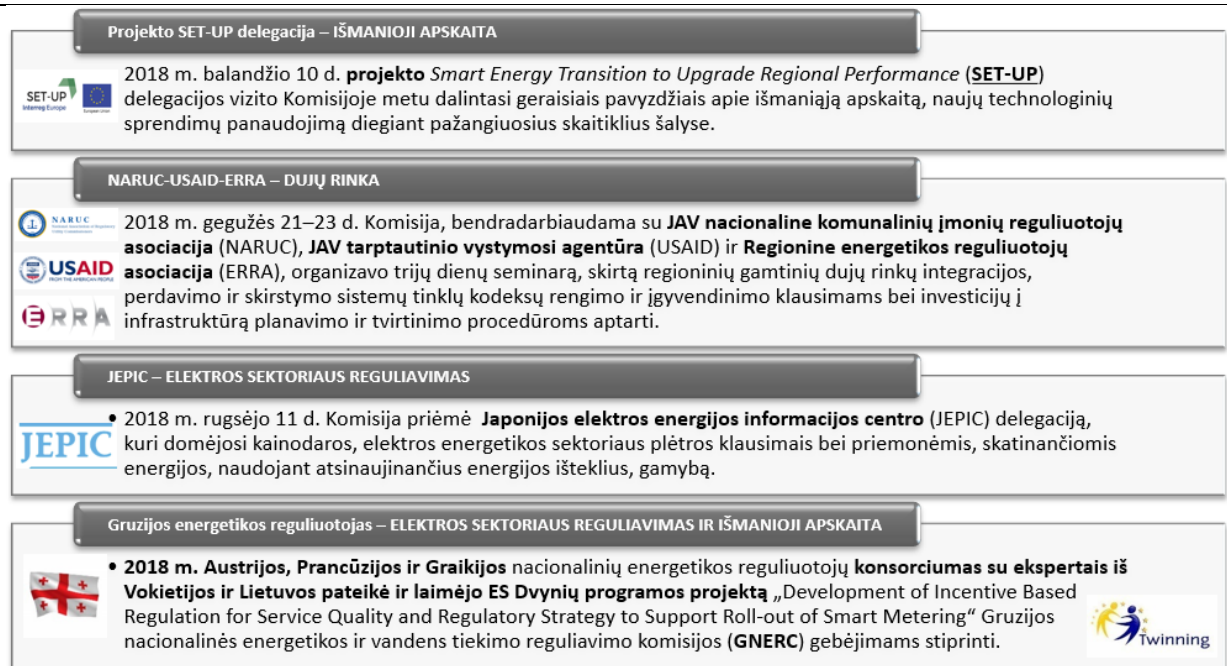 Projekto SET-UP delegacija – IŠMANIOJI APSKAITA
SET-UP
Interreg Europe
European Union
2018 m. balandžio 10 d. projekto Smart Energy Transition to Upgrade Regional Performance (SET-UP)
delegacijos vizito Komisijoje metu dalintasi geraisiais pavyzdžiais apie išmaniąją apskaitą, naujų technologinių
sprendimų panaudojimą diegiant pažangiuosius skaitiklius šalyse.
NARUC-USAID-ERRA – DUJŲ RINKA
NARUC
USAID
FROM THE AMERICAN PEOPLE
ERRA
2018 m. gegužės 21–23 d. Komisija, bendradarbiaudama su JAV nacionaline komunalinių įmonių reguliuotojų
asociacija (NARUC), JAV tarptautinio vystymosi agentūra (USAID) ir Regionine energetikos reguliuotojų
asociacija (ERRA), organizavo trijų dienų seminarą, skirtą regioninių gamtinių dujų rinkų integracijos,
perdavimo ir skirstymo sistemų tinklų kodeksų rengimo ir įgyvendinimo klausimams bei investicijų į
infrastruktūrą planavimo ir tvirtinimo procedūroms aptarti.
JEPIC – ELEKTROS SEKTORIAUS REGULIAVIMAS
JEPIC
• 2018 m. rugsėjo 11 d. Komisija priėmė Japonijos elektros energijos informacijos centro (JEPIC) delegaciją,
kuri domėjosi kainodaros, elektros energetikos sektoriaus plėtros klausimais bei priemonėmis, skatinančiomis
energijos, naudojant atsinaujinančius energijos išteklius, gamybą.
Gruzijos energetikos reguliuotojas – ELEKTROS SEKTORIAUS REGULIAVIMAS IR IŠMANIOJI APSKAITA
• 2018 m. Austrijos, Prancūzijos ir Graikijos nacionalinių energetikos reguliuotojų konsorciumas su ekspertais iš
Vokietijos ir Lietuvos pateikė ir laimėjo ES Dvynių programos projektą „Development of Incentive Based
Regulation for Service Quality and Regulatory Strategy to Support Roll-out of Smart Metering“ Gruzijos
nacionalinės energetikos ir vandens tiekimo reguliavimo komisijos (GNERC) gebėjimams stiprinti.
Twinning